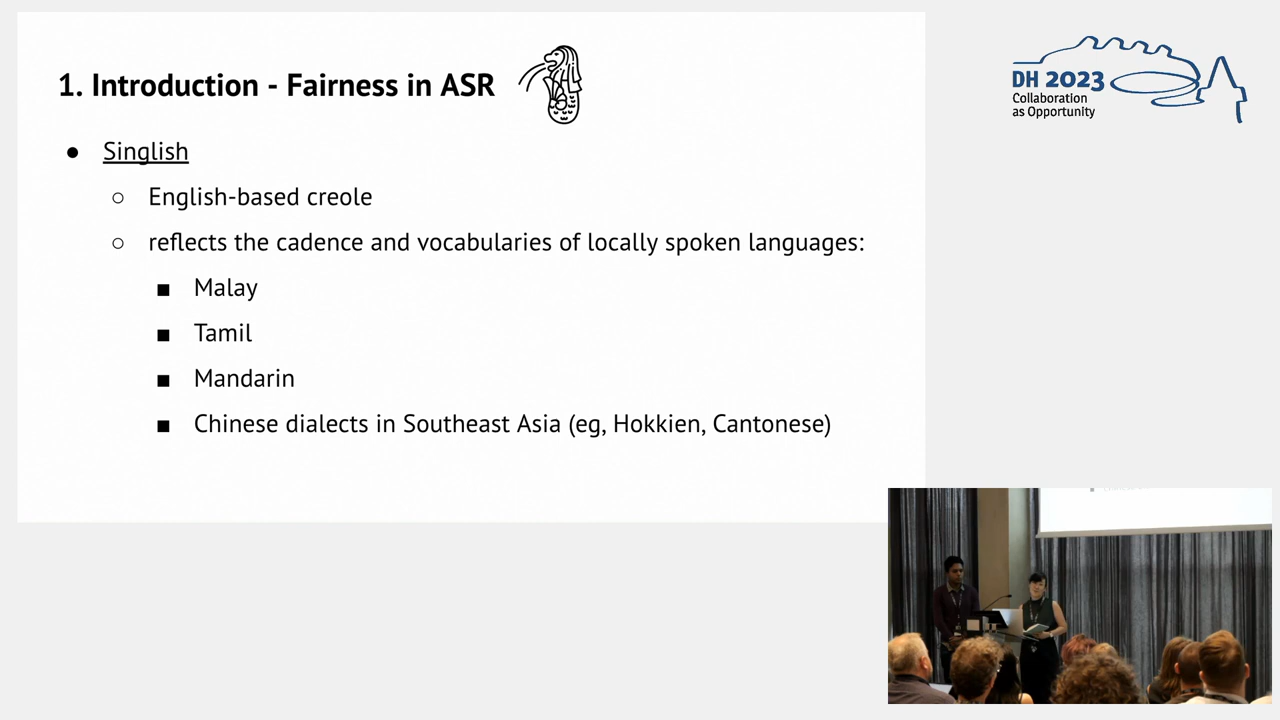 1. Introduction - Fairness in ASR
● Singlish
○ English-based creole
○ reflects the cadence and vocabularies of locally spoken languages:
■ Malay
■ Tamil
■ Mandarin
■ Chinese dialects in Southeast Asia (eg, Hokkien, Cantonese)
DH 2023
Collaboration
as Opportunity